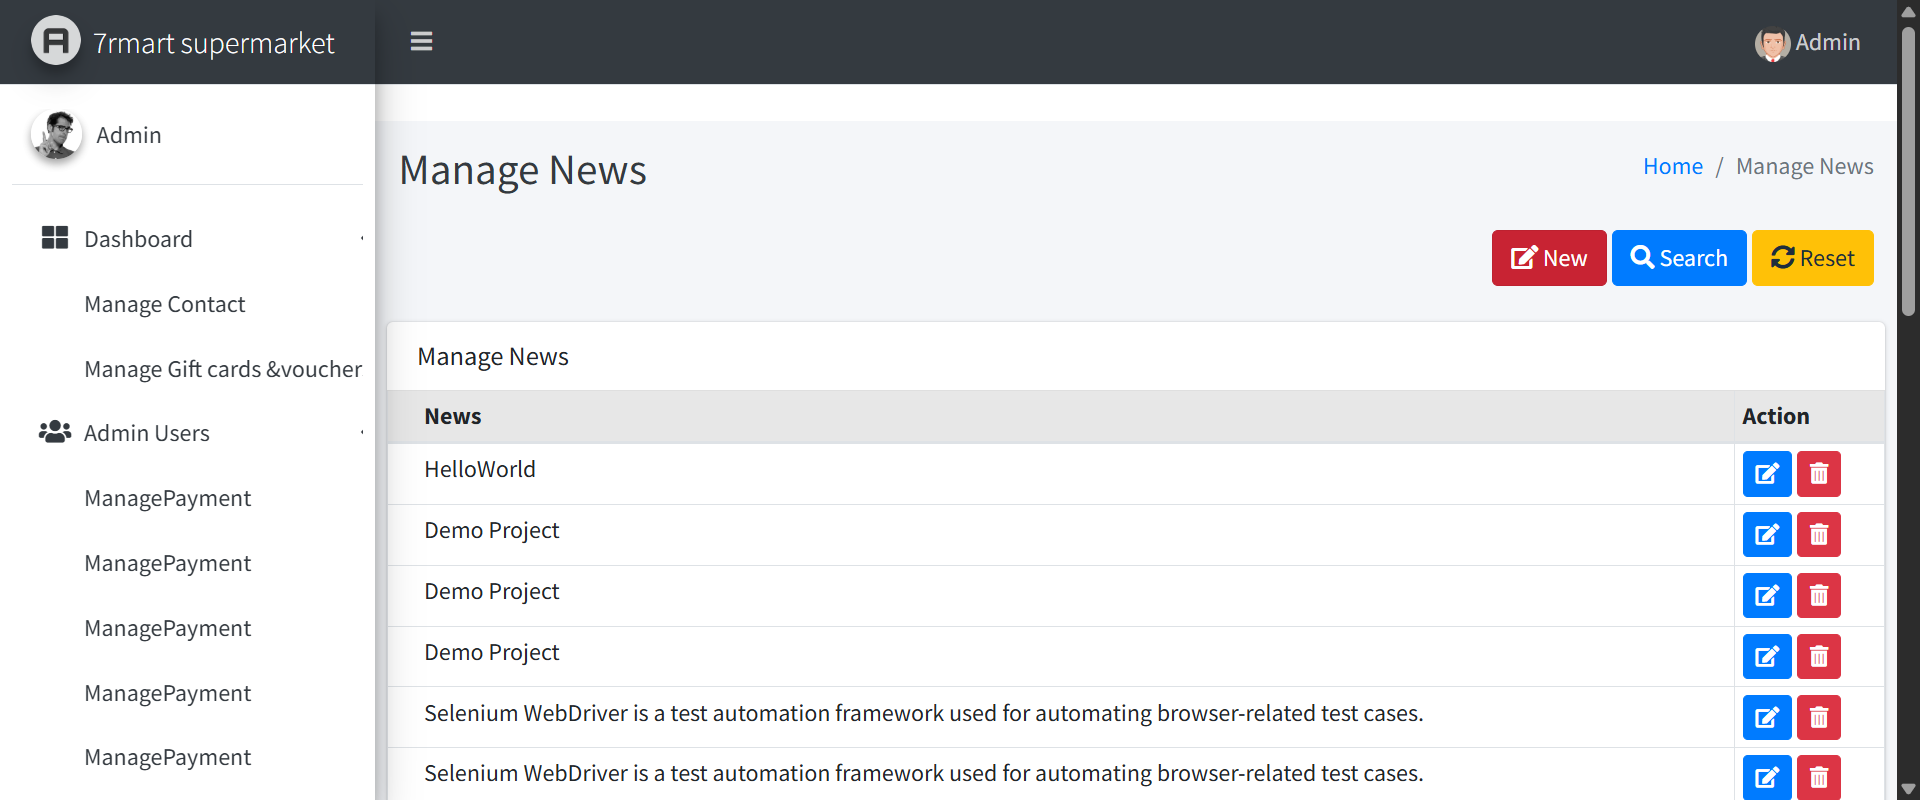 7rmart supermarket
Admin
Admin
Manage News
Home / Manage News
Dashboard
Manage Contact
Manage Gift cards &voucher
Admin Users
ManagePayment
ManagePayment
ManagePayment
ManagePayment
ManagePayment
New
Search
Reset
Manage News
News Action
HelloWorld
Demo Project
Demo Project
Demo Project
Selenium WebDriver is a test automation framework used for automating browser-related test cases.
Selenium WebDriver is a test automation framework used for automating browser-related test cases.